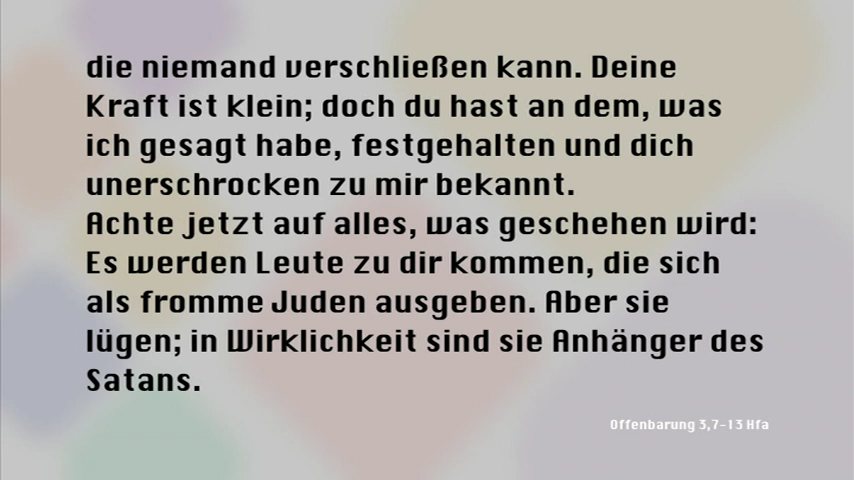 die niemand verschließen kann. Deine
Kraft ist klein; doch du hast an dem, was
ich gesagt habe, festgehalten und dich
unerschrocken zu mir bekannt.
Achte jetzt auf alles, was geschehen wird:
Es werden Leute zu dir kommen, die sich
als fromme Juden ausgeben. Aber sie
lügen; in Wirklichkeit sind sie Anhänger des
Satans.
Offenbarung 3,7-13 Hfa